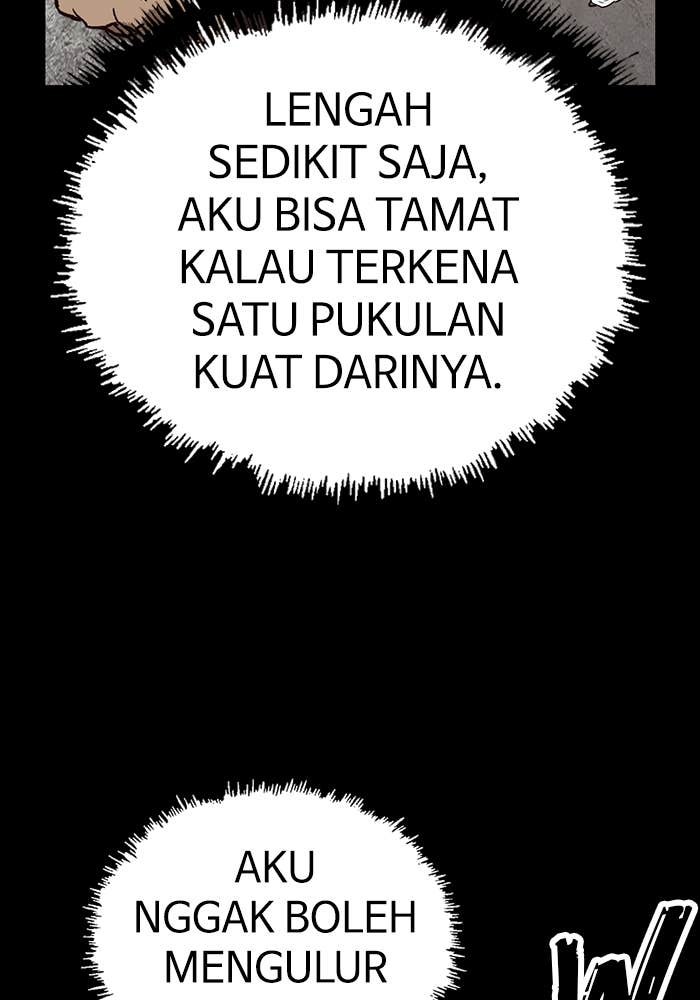 LENGAH
SEDIKIT SAJA,
AKU BISA TAMAT
KALAU TERKENA
SATU PUKULAN
KUAT DARINYA.
AKU
NGGAK BOLEH
MENGULUR